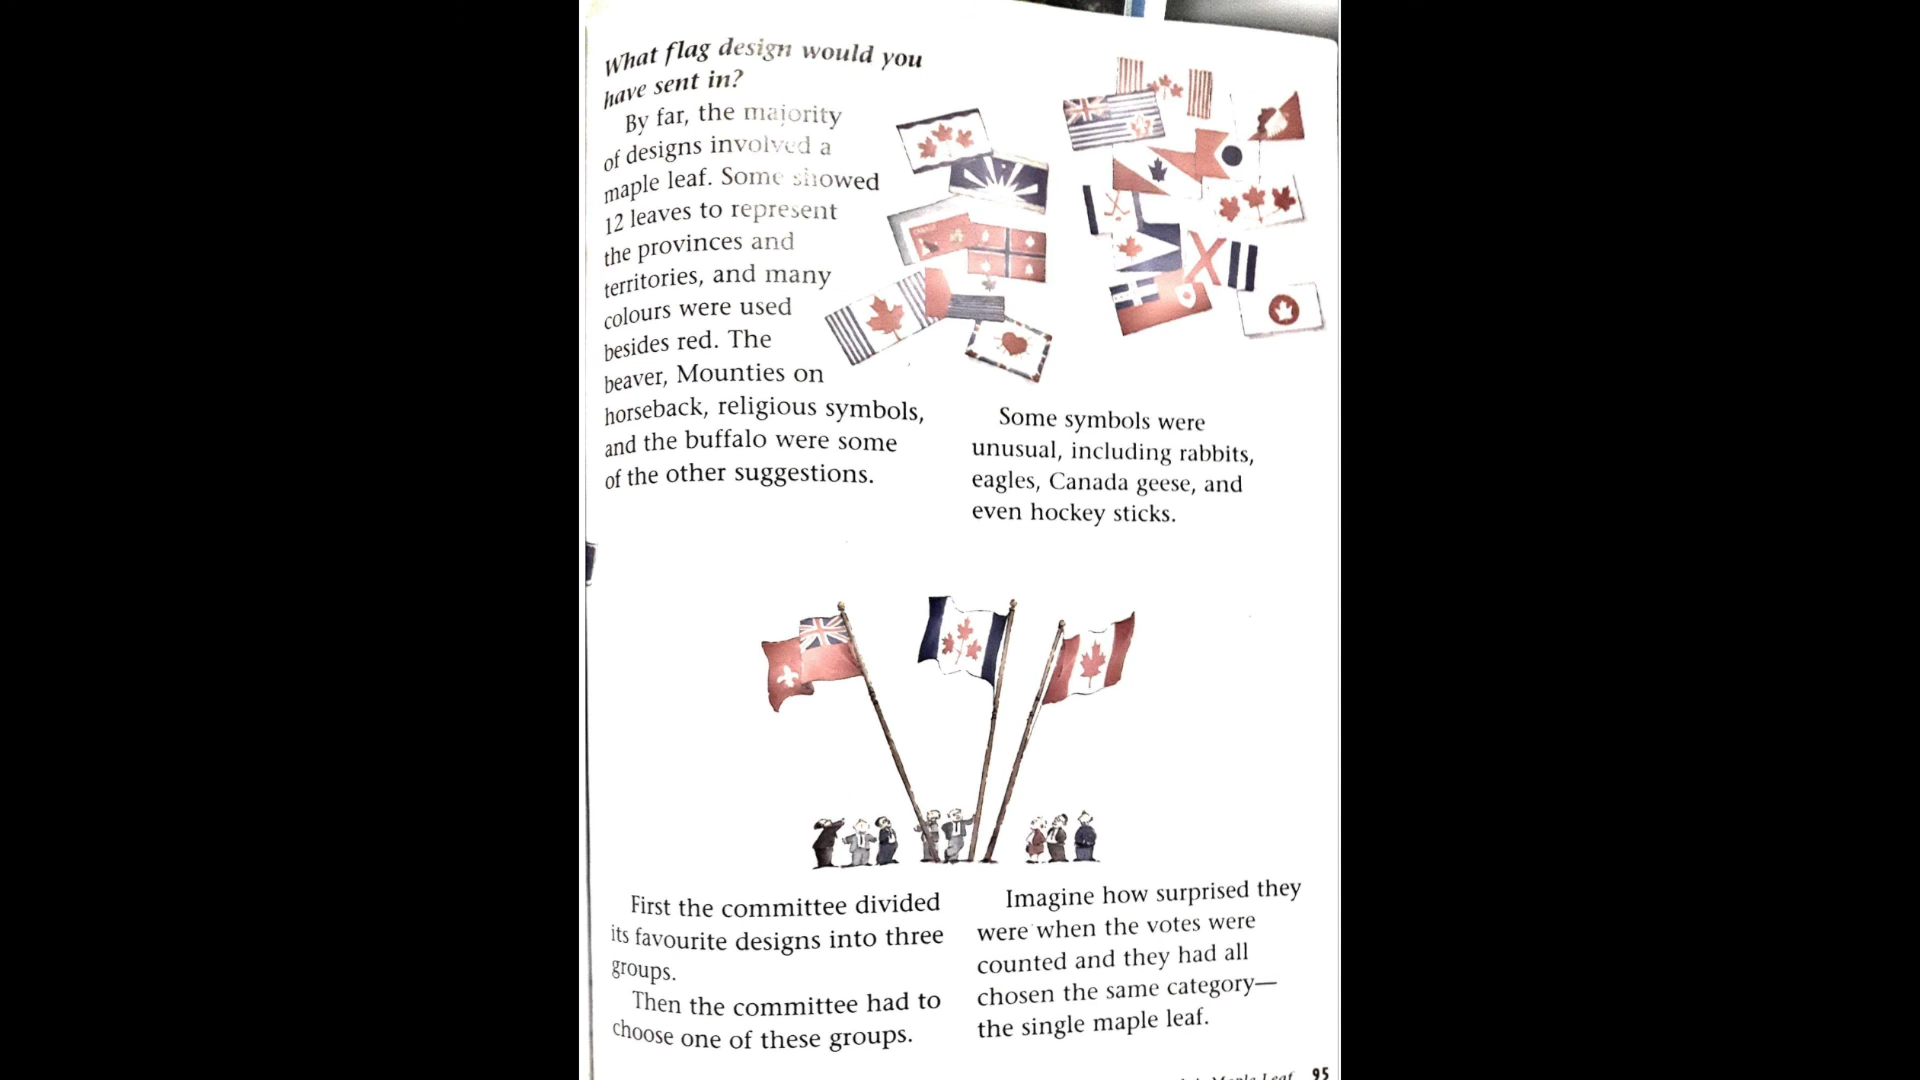 What flag design would you
have sent in?
By far, the majority
of designs involved a
maple leaf. Some showed
12 leaves to represent
the provinces and
territories, and many
colours were used
besides red. The
beaver, Mounties on
horseback, religious symbols,
and the buffalo were some
of the other suggestions.
Some symbols were
unusual, including rabbits,
eagles, Canada geese, and
even hockey sticks.
First the committee divided
its favourite designs into three
groups.
Then the committee had to
choose one of these groups.
Imagine how surprised they
were when the votes were
counted and they had all
chosen the same category—
the single maple leaf.
Maple Leaf 95